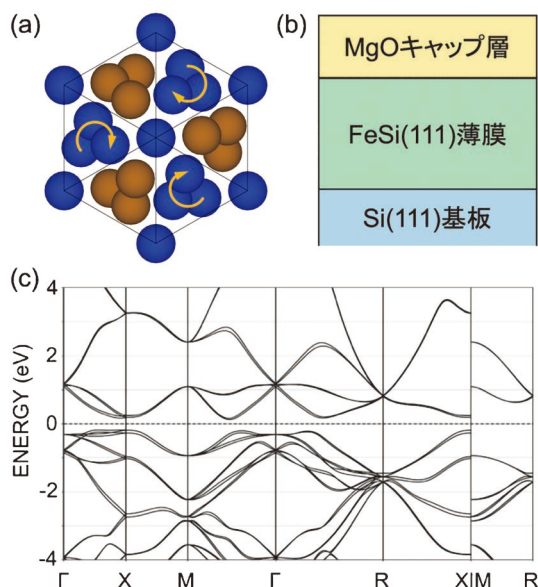 (a)
(b)
MgOキャップ層
FeSi(111)薄膜
Si(111)基板
(c)
ENERGY (eV)
4
2
0
-2
-4
Γ X M Γ R X|M R